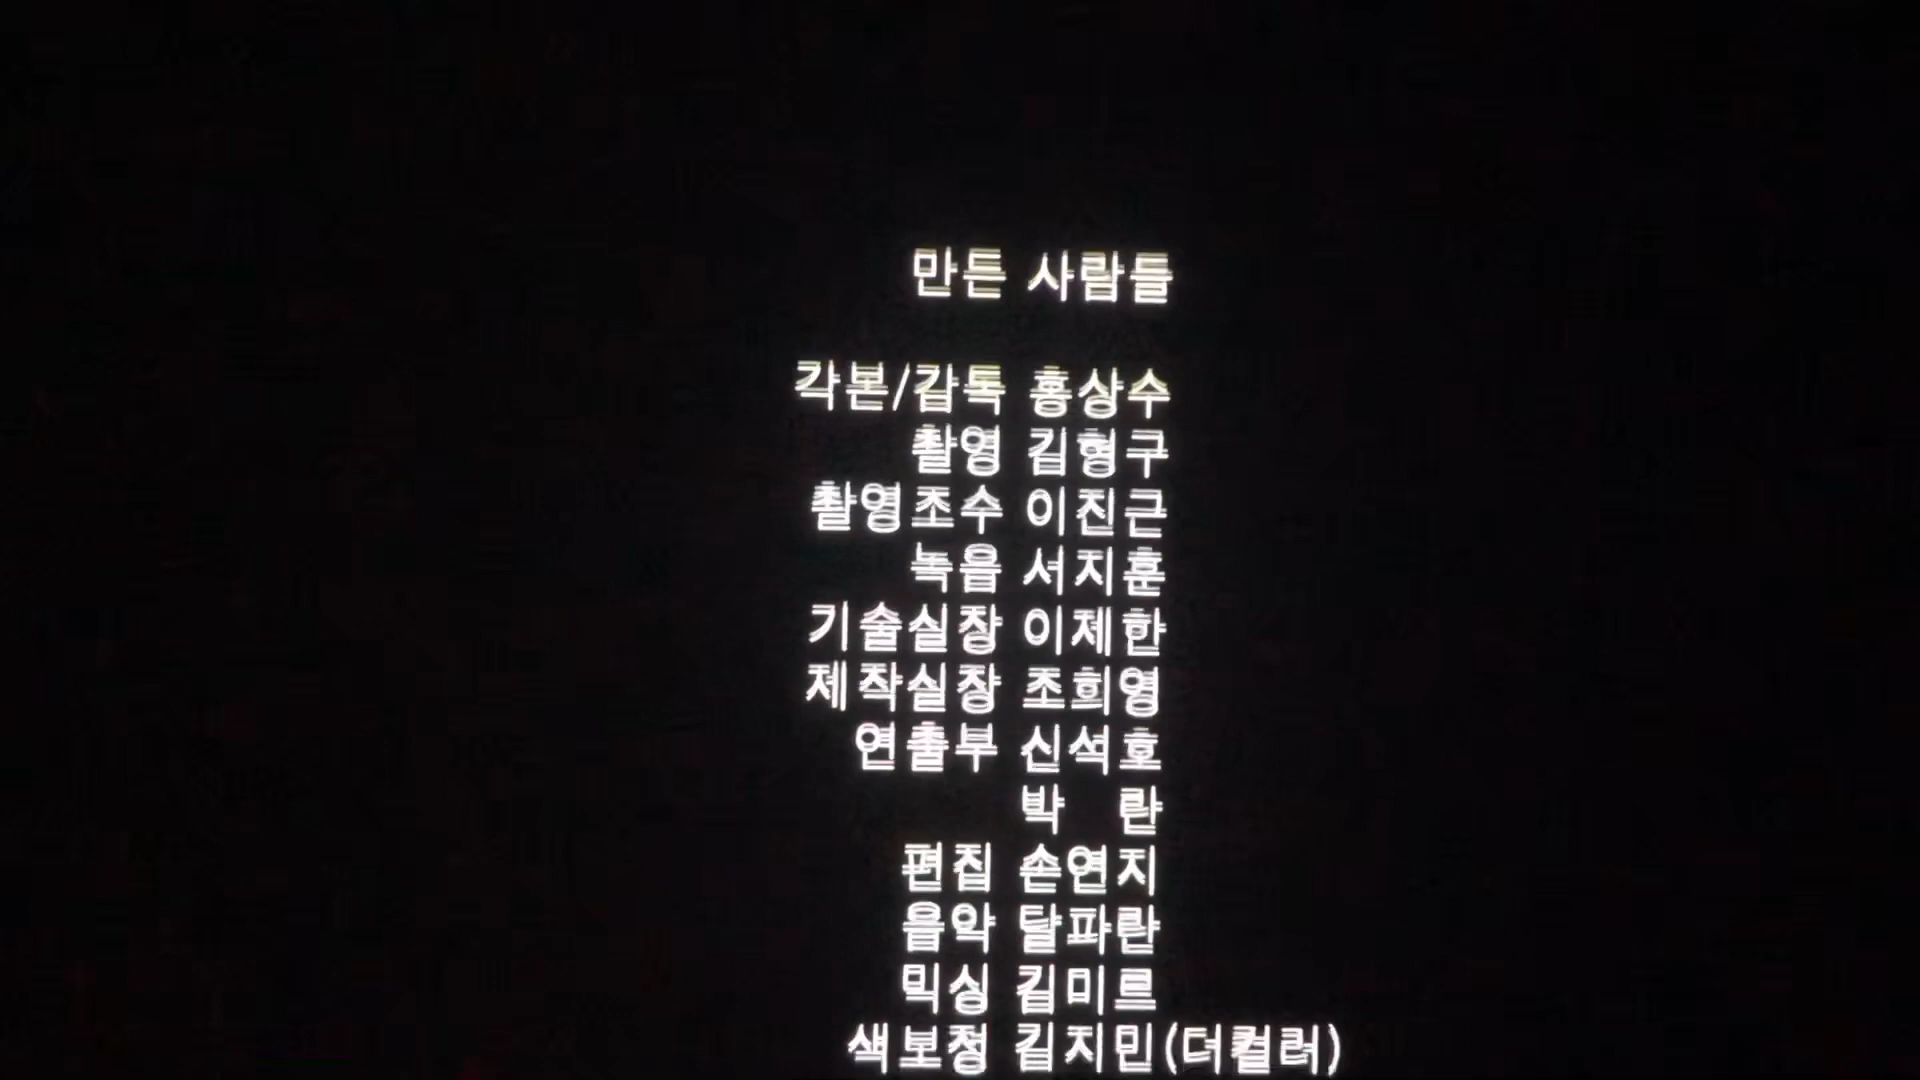 만든 사람들
각본/감독 홍상수
촬영 김형구
촬영조수 이진근
녹음 서지훈
기술실장 이제한
제작실장 조희영
연출부 신석호
박 란
편집 손연지
음악 달파란
믹싱 김미르
색보정 김지민(더컬러)